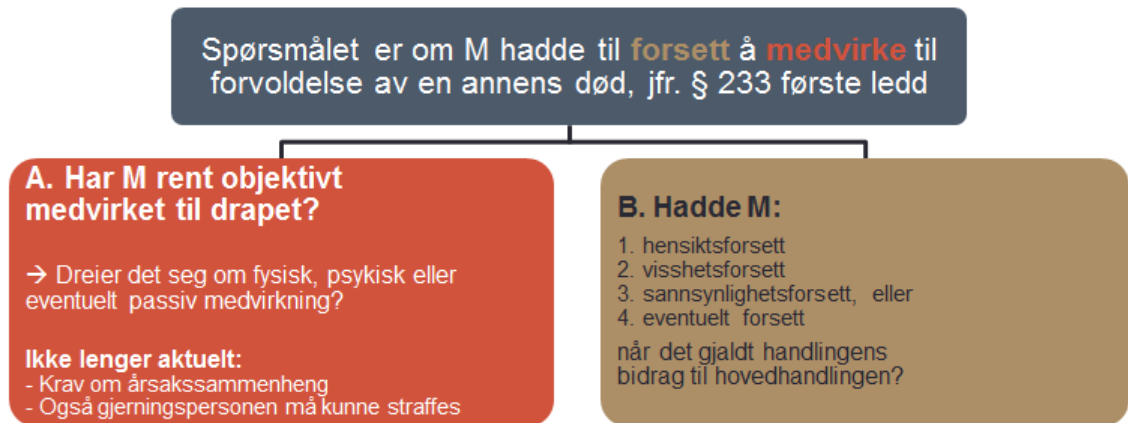 Spørsmålet er om M hadde til forsett å medvirke til
forvoldelse av en annens død, jfr. § 233 første ledd
A. Har M rent objektivt
medvirket til drapet?
→ Dreier det seg om fysisk, psykisk eller
eventuelt passiv medvirkning?
Ikke lenger aktuelt:
- Krav om årsakssammenheng
- Også gjerningspersonen må kunne straffes
B. Hadde M:
1. hensiktsforsett
2. visshetsforsett
3. sannsynlighetsforsett, eller
4. eventuelt forsett
når det gjaldt handlingens
bidrag til hovedhandlingen?